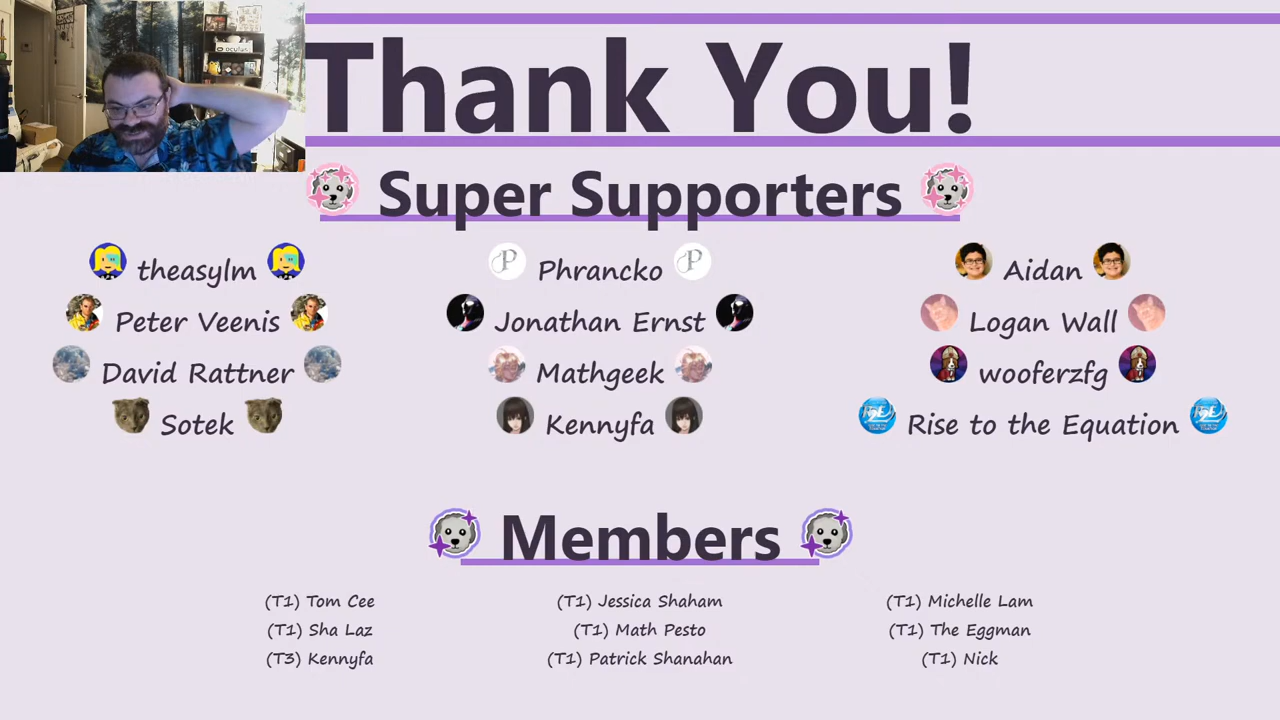 Thank You!
Super Supporters
theasylm Phrancko Aidan
Peter Veenis Jonathan Ernst Logan Wall
David Rattner Mathgeek wooferzfg
Sotek Kennyfa Rise to the Equation
Members
(T1) Tom Cee (T1) Jessica Shaham (T1) Michelle Lam
(T1) Sha Laz (T1) Math Pesto (T1) The Eggman
(T3) Kennyfa (T1) Patrick Shanahan (T1) Nick
oculus